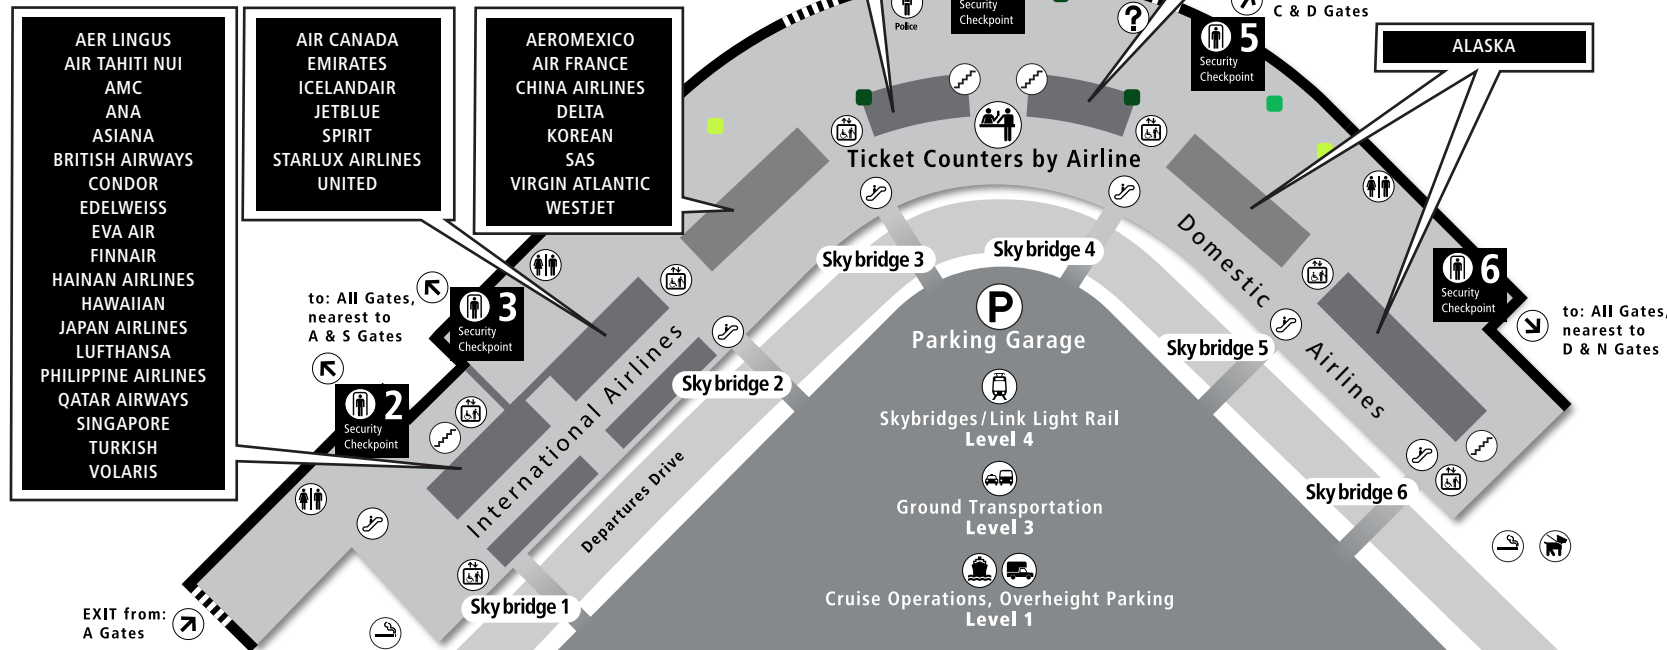 AER LINGUS
AIR TAHITI NUI
AMC
ANA
ASIANA
BRITISH AIRWAYS
CONDOR
EDELWEISS
EVA AIR
FINNAIR
HAINAN AIRLINES
HAWAIIAN
JAPAN AIRLINES
LUFTHANSA
PHILIPPINE AIRLINES
QATAR AIRWAYS
SINGAPORE
TURKISH
VOLARIS
AIR CANADA
EMIRATES
ICELANDAIR
JETBLUE
SPIRIT
STARLUX AIRLINES
UNITED
AEROMEXICO
AIR FRANCE
CHINA AIRLINES
DELTA
KOREAN
SAS
VIRGIN ATLANTIC
WESTJET
Police
Security
Checkpoint
?
C & D Gates
5
Security
Checkpoint
ALASKA
Ticket Counters by Airline
Sky bridge 3
Sky bridge 4
Domestic Airlines
6
Security
Checkpoint
to: All Gates,
nearest to
D & N Gates
to: All Gates,
nearest to
A & S Gates
3
Security
Checkpoint
2
Security
Checkpoint
International Airlines
Sky bridge 2
Departures Drive
Sky bridge 1
EXIT from:
A Gates
P
Parking Garage
Skybridges/Link Light Rail
Level 4
Ground Transportation
Level 3
Cruise Operations, Overheight Parking
Level 1
Sky bridge 5
Sky bridge 6